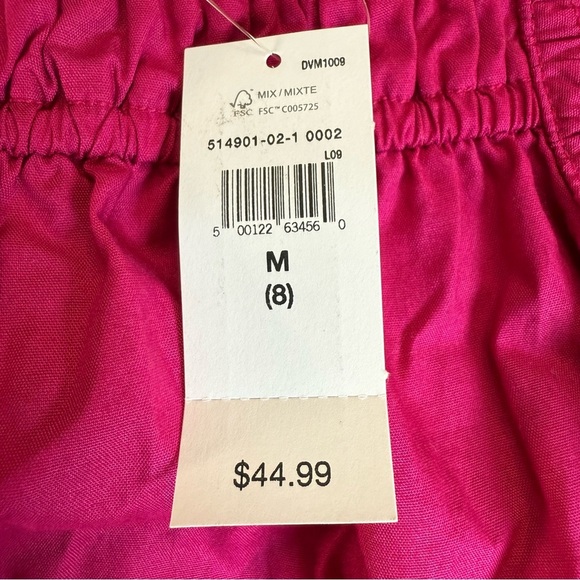 DVM1009
MIX/MIXTE
FSC FSC™ C005725
514901-02-1 0002
L09
5 00122 63456 0
M
(8)
$44.99